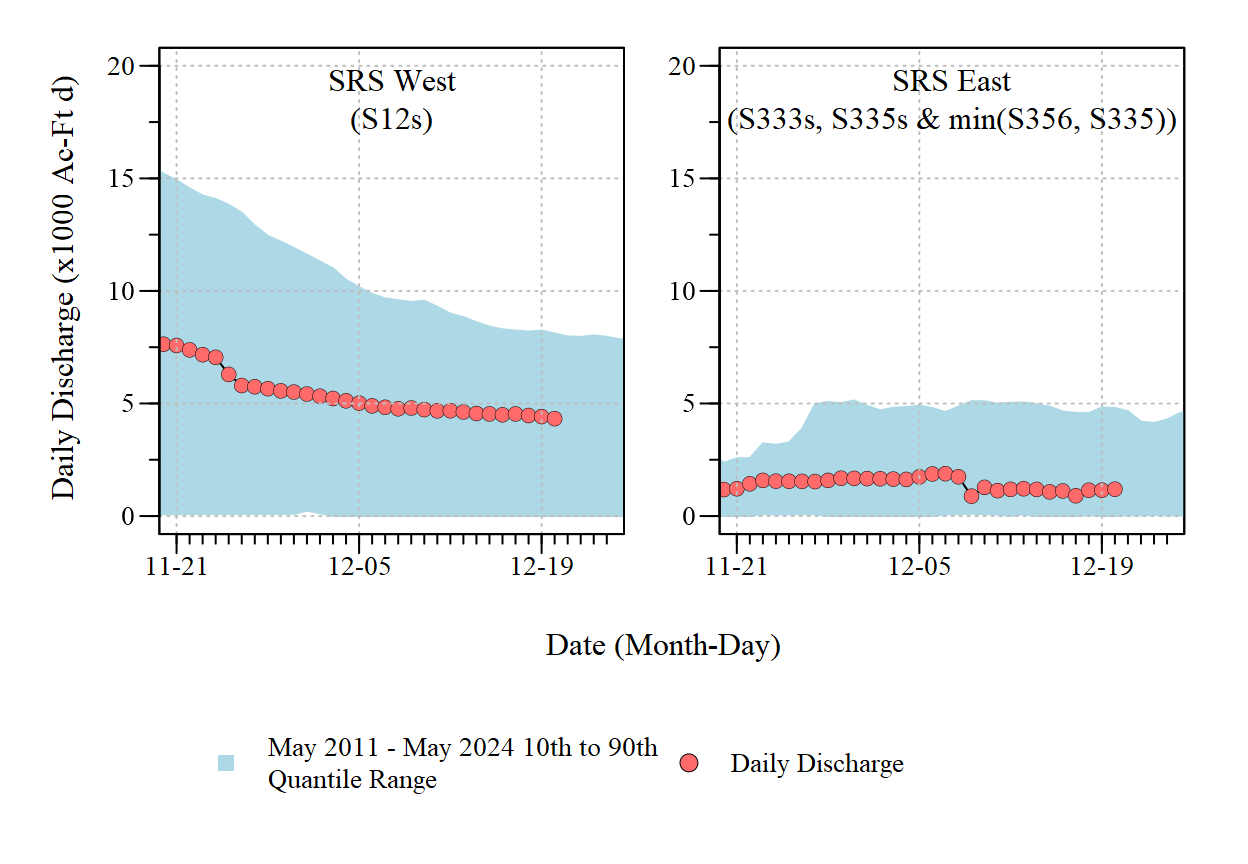 Daily Discharge (x1000 Ac-Ft d)
20
15
10
5
0
SRS West
(S12s)
11-21
12-05
12-19
20
15
10
5
0
SRS East
(S333s, S335s & min(S356, S335))
11-21
12-05
12-19
Date (Month-Day)
May 2011 - May 2024 10th to 90th
Quantile Range
Daily Discharge